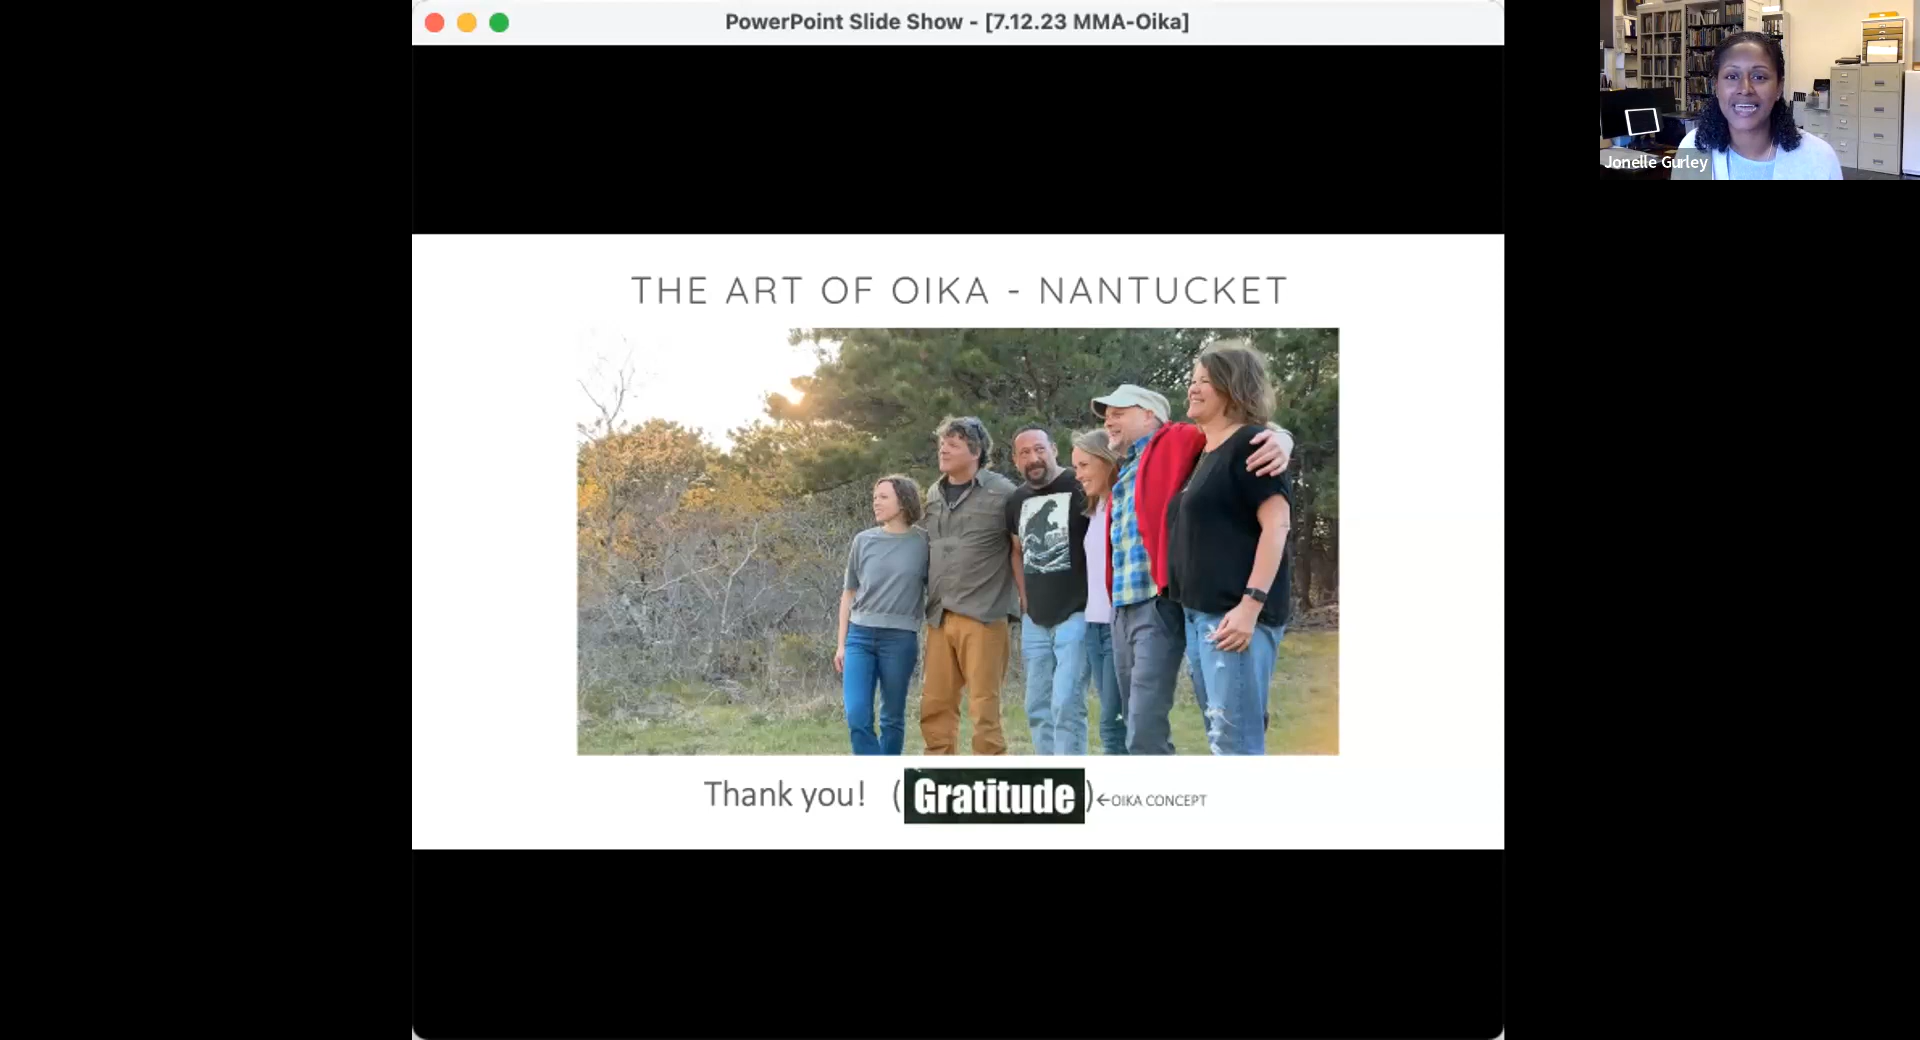 PowerPoint Slide Show - [7.12.23 MMA-Oika]
Jonelle Gurley
THE ART OF OIKA - NANTUCKET
Thank you! (Gratitude)←OIKA CONCEPT